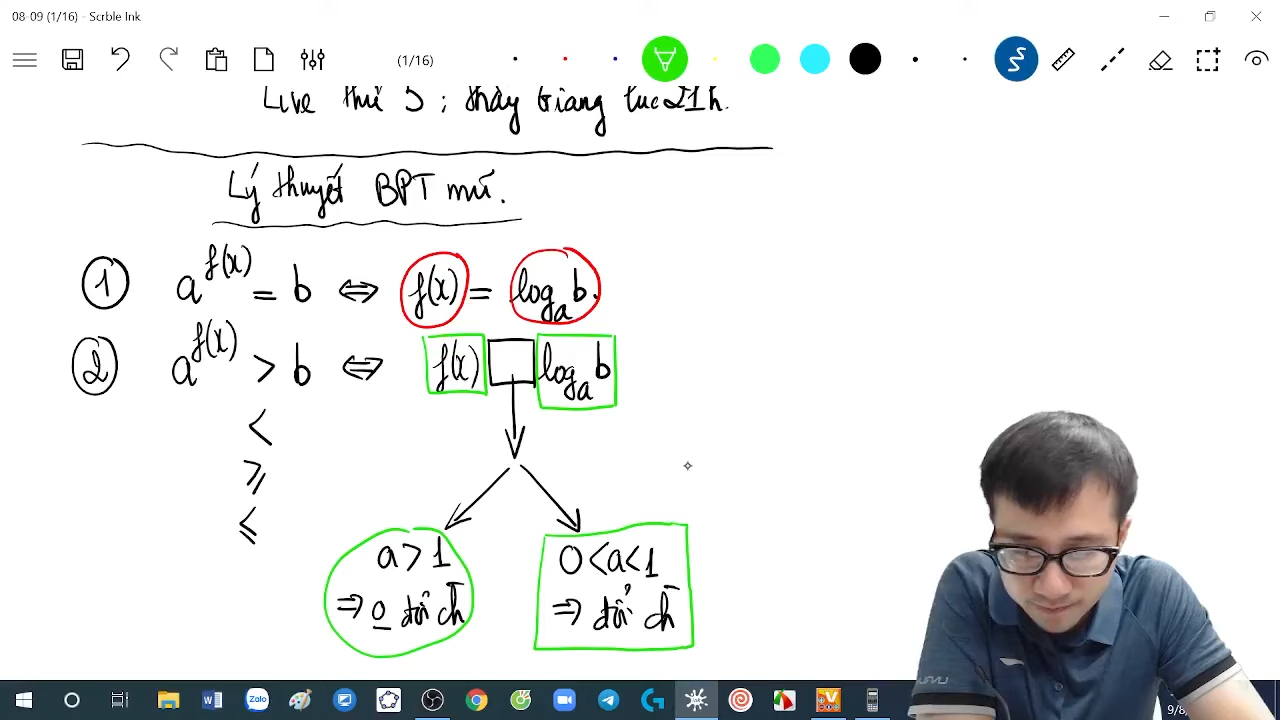 08-09 (1/16) - Scrble Ink
(1/16)
Live thứ 5 ; thầy Giang lúc 21h.
Lý thuyết BPT mũ.
① a^f(x) = b ⇔ f(x) = log_a b.
② a^f(x) > b ⇔ f(x) □ log_a b
<
≥
≤
a > 1
⇒ o đổi ch
0 < a < 1
⇒ đổi ch
Zalo
9/8/